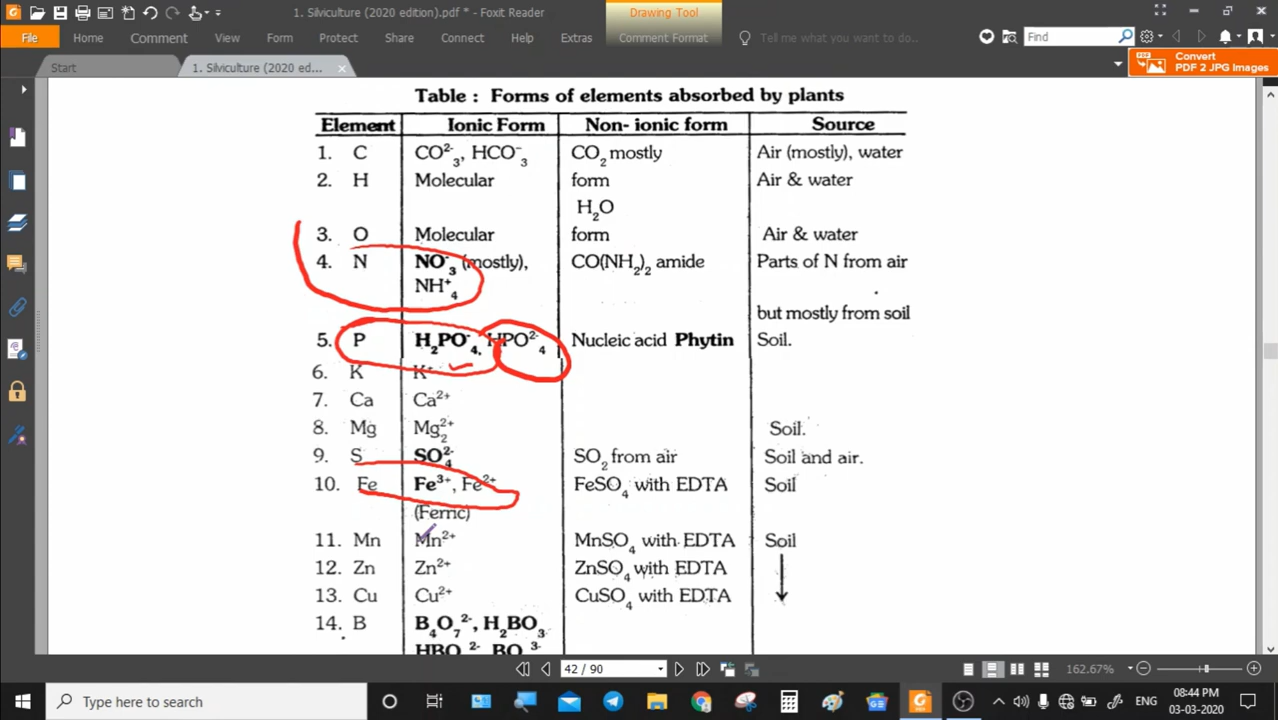 1. Silviculture (2020 edition).pdf * - Foxit Reader
Drawing Tool
File Home Comment View Form Protect Share Connect Help Extras Comment Format Tell me what you want to do... Find
Start
1. Silviculture (2020 ed...
Convert
PDF 2 JPG Images
Table : Forms of elements absorbed by plants
Element Ionic Form Non- ionic form Source
1. C CO²⁻₃, HCO⁻₃ CO₂ mostly Air (mostly), water
2. H Molecular form Air & water
H₂O
3. O Molecular form Air & water
4. N NO⁻₃ (mostly), CO(NH₂)₂ amide Parts of N from air
NH⁺₄
but mostly from soil
5. P H₂PO⁻₄, HPO²⁻₄ Nucleic acid Phytin Soil.
6. K K⁺
7. Ca Ca²⁺
8. Mg Mg²⁺₂ Soil.
9. S SO²⁻₄ SO₂ from air Soil and air.
10. Fe Fe³⁺, Fe²⁺ FeSO₄ with EDTA Soil
(Ferric)
11. Mn Mn²⁺ MnSO₄ with EDTA Soil
12. Zn Zn²⁺ ZnSO₄ with EDTA
13. Cu Cu²⁺ CuSO₄ with EDTA
14. B B₄O₇²⁻, H₂BO₃
HBO₃²⁻ BO₃³⁻
42 / 90 162.67%
Type here to search
ENG
08:44 PM
03-03-2020